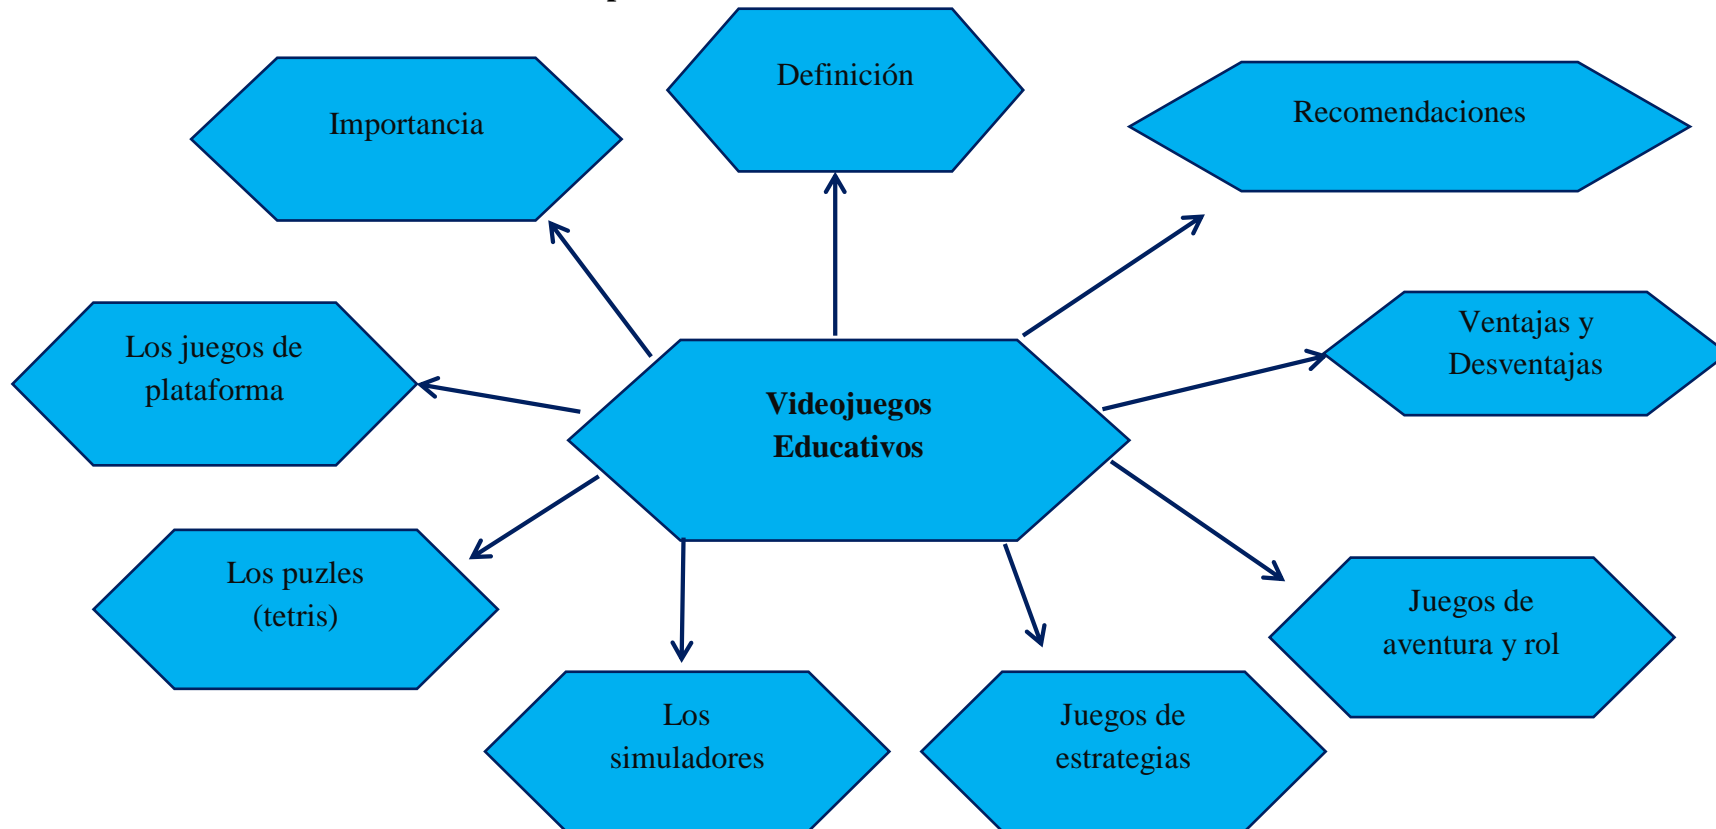 Definición
Importancia
Recomendaciones
Ventajas y
Desventajas
Los juegos de
plataforma
Videojuegos
Educativos
Los puzles
(tetris)
Juegos de
aventura y rol
Los
simuladores
Juegos de
estrategias